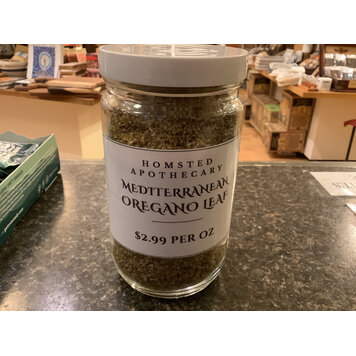 HOMSTED
APOTHECARY
MEDITERRANEAN
OREGANO LEAF
$2.99 PER OZ